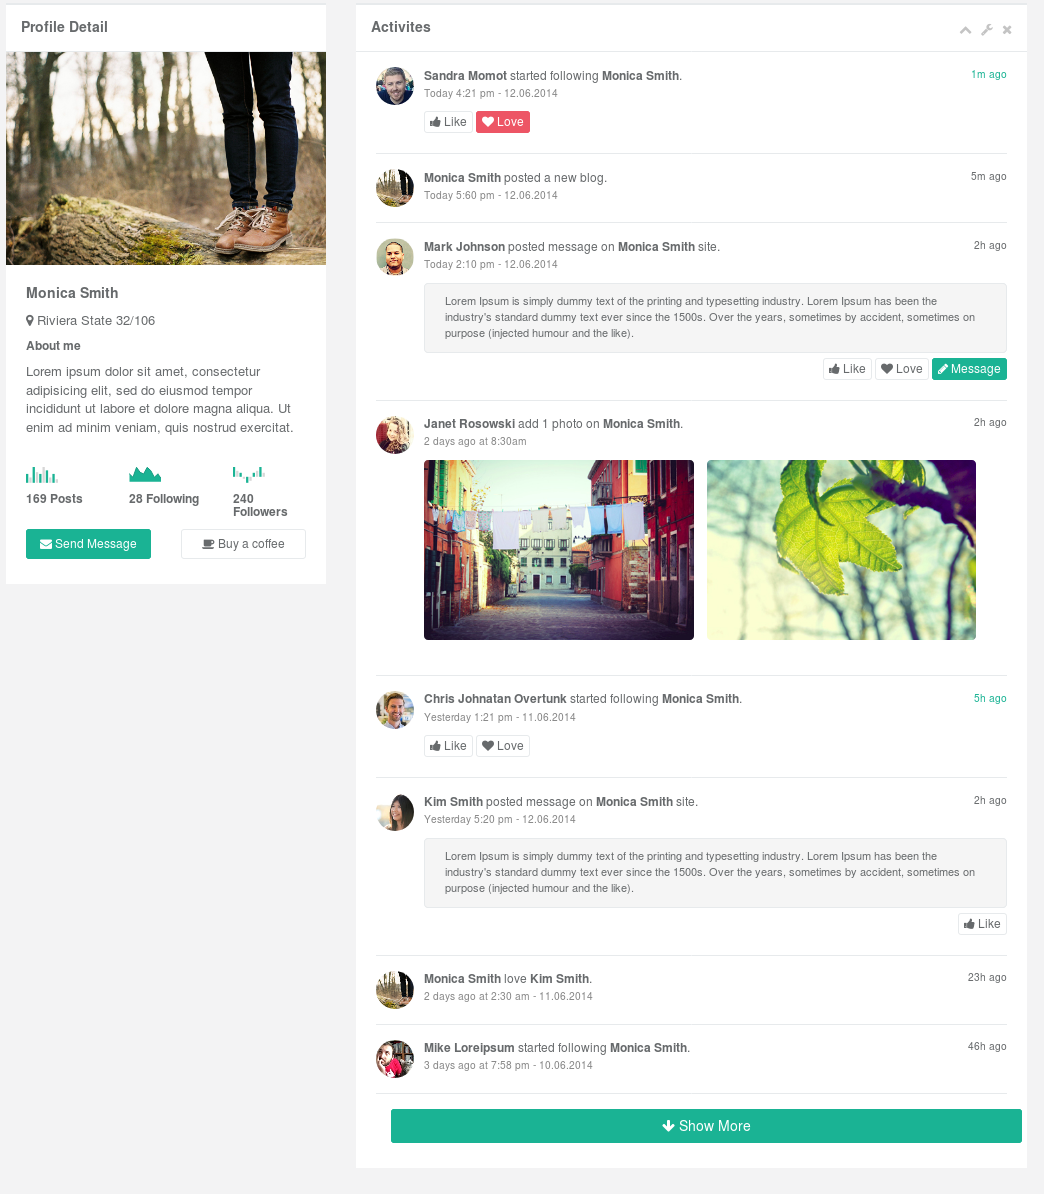 Profile Detail
Monica Smith
Riviera State 32/106
About me
Lorem ipsum dolor sit amet, consectetur
adipisicing elit, sed do eiusmod tempor
incididunt ut labore et dolore magna aliqua. Ut
enim ad minim veniam, quis nostrud exercitat.
169 Posts
28 Following
240
Followers
Send Message
Buy a coffee
Activites
Sandra Momot started following Monica Smith.
1m ago
Today 4:21 pm - 12.06.2014
Like
Love
Monica Smith posted a new blog.
5m ago
Today 5:60 pm - 12.06.2014
Mark Johnson posted message on Monica Smith site.
2h ago
Today 2:10 pm - 12.06.2014
Lorem Ipsum is simply dummy text of the printing and typesetting industry. Lorem Ipsum has been the
industry's standard dummy text ever since the 1500s. Over the years, sometimes by accident, sometimes on
purpose (injected humour and the like).
Like
Love
Message
Janet Rosowski add 1 photo on Monica Smith.
2h ago
2 days ago at 8:30am
Chris Johnatan Overtunk started following Monica Smith.
5h ago
Yesterday 1:21 pm - 11.06.2014
Like
Love
Kim Smith posted message on Monica Smith site.
2h ago
Yesterday 5:20 pm - 12.06.2014
Lorem Ipsum is simply dummy text of the printing and typesetting industry. Lorem Ipsum has been the
industry's standard dummy text ever since the 1500s. Over the years, sometimes by accident, sometimes on
purpose (injected humour and the like).
Like
Monica Smith love Kim Smith.
23h ago
2 days ago at 2:30 am - 11.06.2014
Mike Loreipsum started following Monica Smith.
46h ago
3 days ago at 7:58 pm - 10.06.2014
Show More